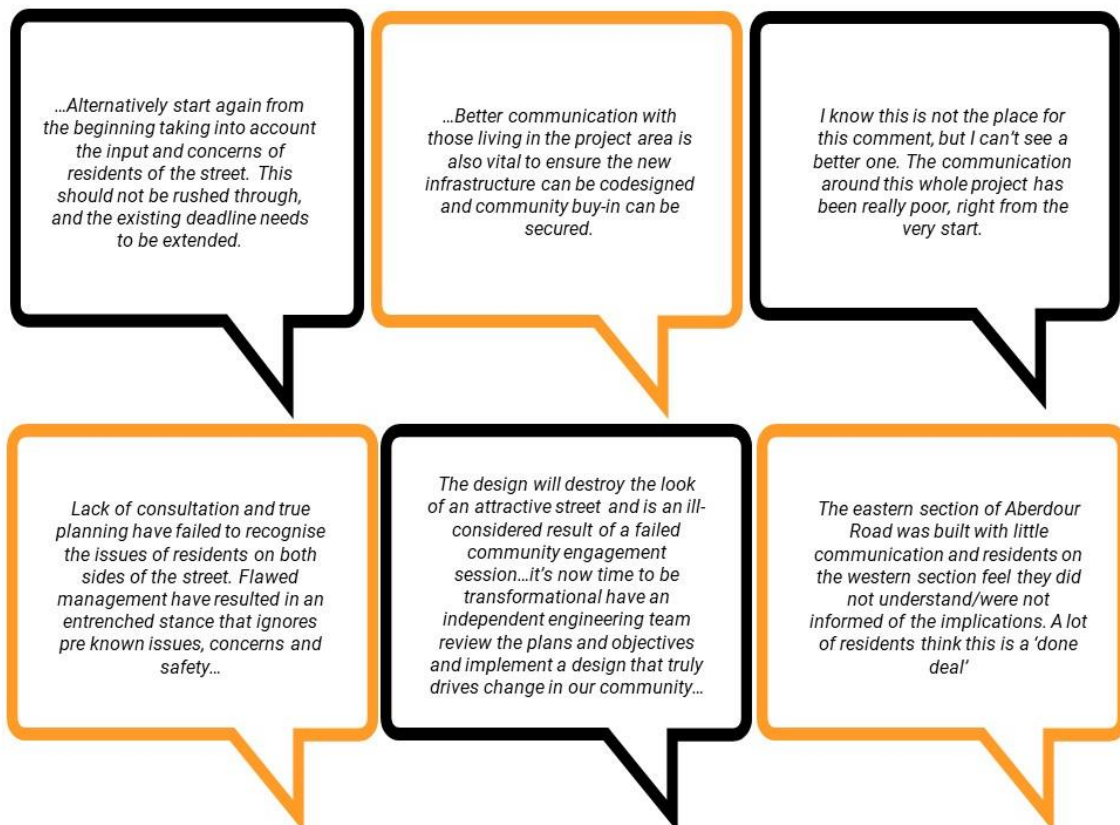 ...Alternatively start again from
the beginning taking into account
the input and concerns of
residents of the street. This
should not be rushed through,
and the existing deadline needs
to be extended.
...Better communication with
those living in the project area is
also vital to ensure the new
infrastructure can be codesigned
and community buy-in can be
secured.
I know this is not the place for
this comment, but I can't see a
better one. The communication
around this whole project has
been really poor, right from the
very start.
Lack of consultation and true
planning have failed to recognise
the issues of residents on both
sides of the street. Flawed
management have resulted in an
entrenched stance that ignores
pre known issues, concerns and
safety...
The design will destroy the look
of an attractive street and is an ill-
considered result of a failed
community engagement
session...it's now time to be
transformational have an
independent engineering team
review the plans and objectives
and implement a design that truly
drives change in our community...
The eastern section of Aberdour
Road was built with little
communication and residents on
the western section feel they did
not understand/were not
informed of the implications. A lot
of residents think this is a 'done
deal'